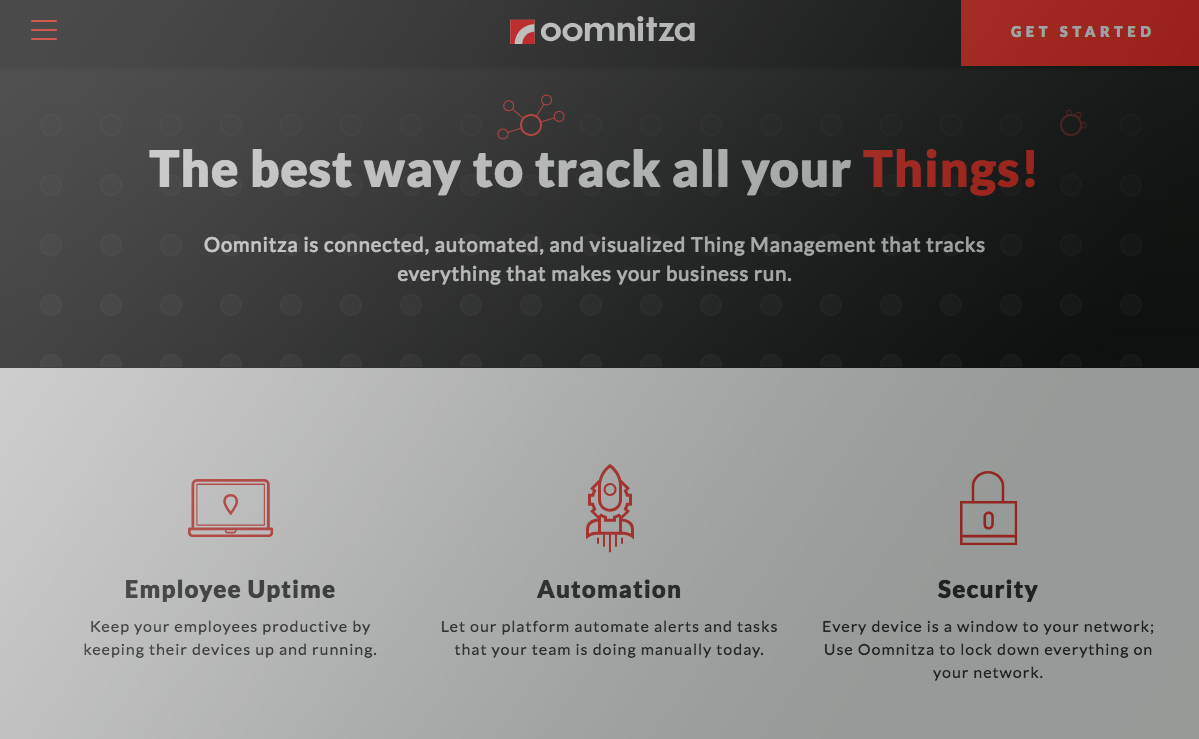 oomnitza
GET STARTED
The best way to track all your Things!
Oomnitza is connected, automated, and visualized Thing Management that tracks
everything that makes your business run.
Employee Uptime
Keep your employees productive by
keeping their devices up and running.
Automation
Let our platform automate alerts and tasks
that your team is doing manually today.
Security
Every device is a window to your network;
Use Oomnitza to lock down everything on
your network.